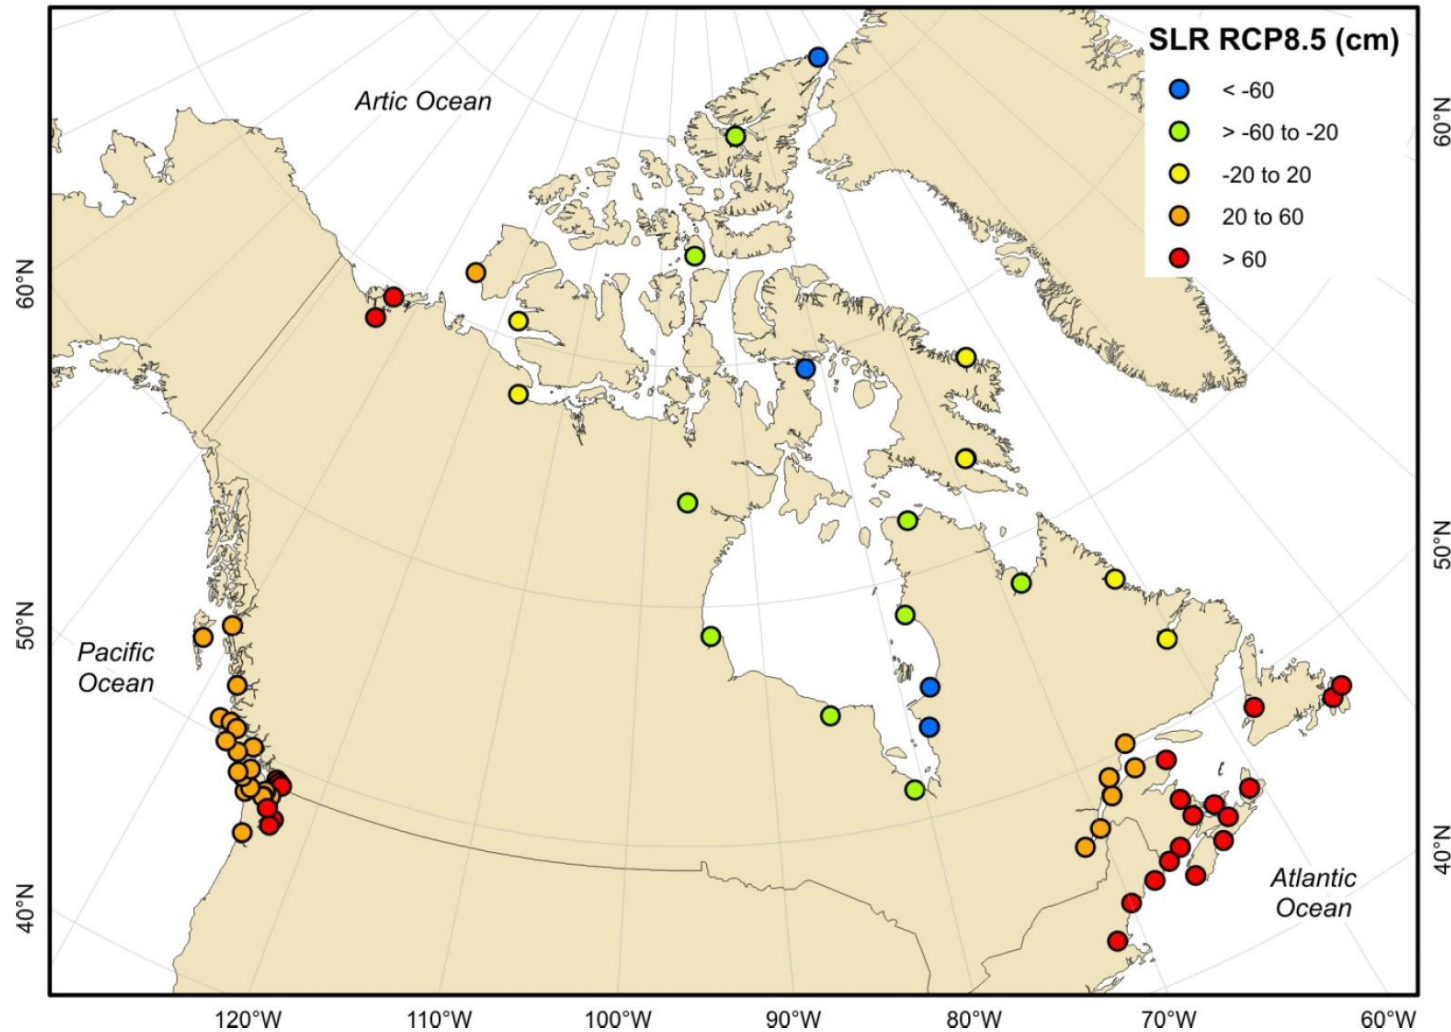 SLR RCP8.5 (cm)
< -60
> -60 to -20
-20 to 20
20 to 60
> 60
Artic Ocean
Pacific
Ocean
Atlantic
Ocean
60°N
50°N
40°N
60°N
50°N
40°N
120°W
110°W
100°W
90°W
80°W
70°W
60°W